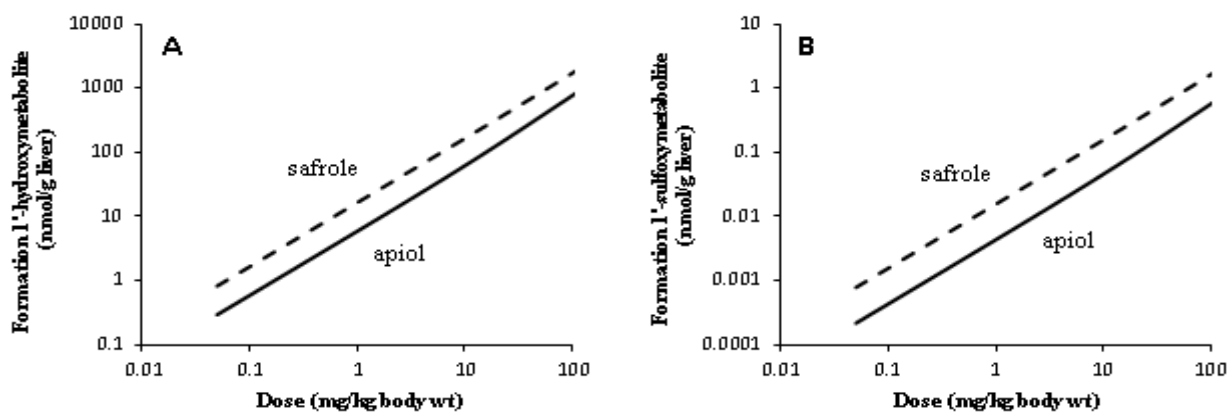 A
Formation 1'-hydroxymetabolite
(nmol/g liver)
10000
1000
100
10
1
0.1
safrole
apiol
0.01 0.1 1 10 100
Dose (mg/kg body wt)
B
Formation 1'-sulfoxymetabolite
(nmol/g liver)
10
1
0.1
0.01
0.001
0.0001
safrole
apiol
0.01 0.1 1 10 100
Dose (mg/kg body wt)